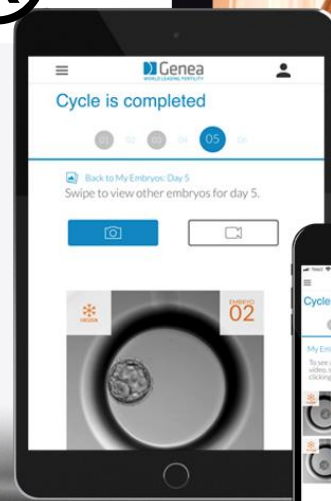 Genea
WORLD LEADING FERTILITY
Cycle is completed
01 02 03 04 05 06
Back to My Embryos: Day 5
Swipe to view other embryos for day 5.
FROZEN
EMBRYO
02
Cycle
My Em
To see
video,
clicking